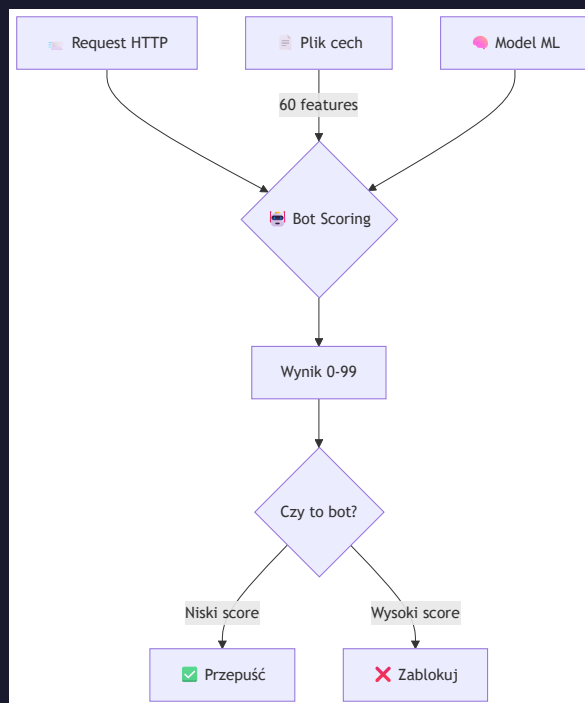 📨 Request HTTP
📄 Plik cech
🧠 Model ML
60 features
🤖 Bot Scoring
Wynik 0-99
Czy to bot?
Niski score
Wysoki score
✅ Przepuść
❌ Zablokuj